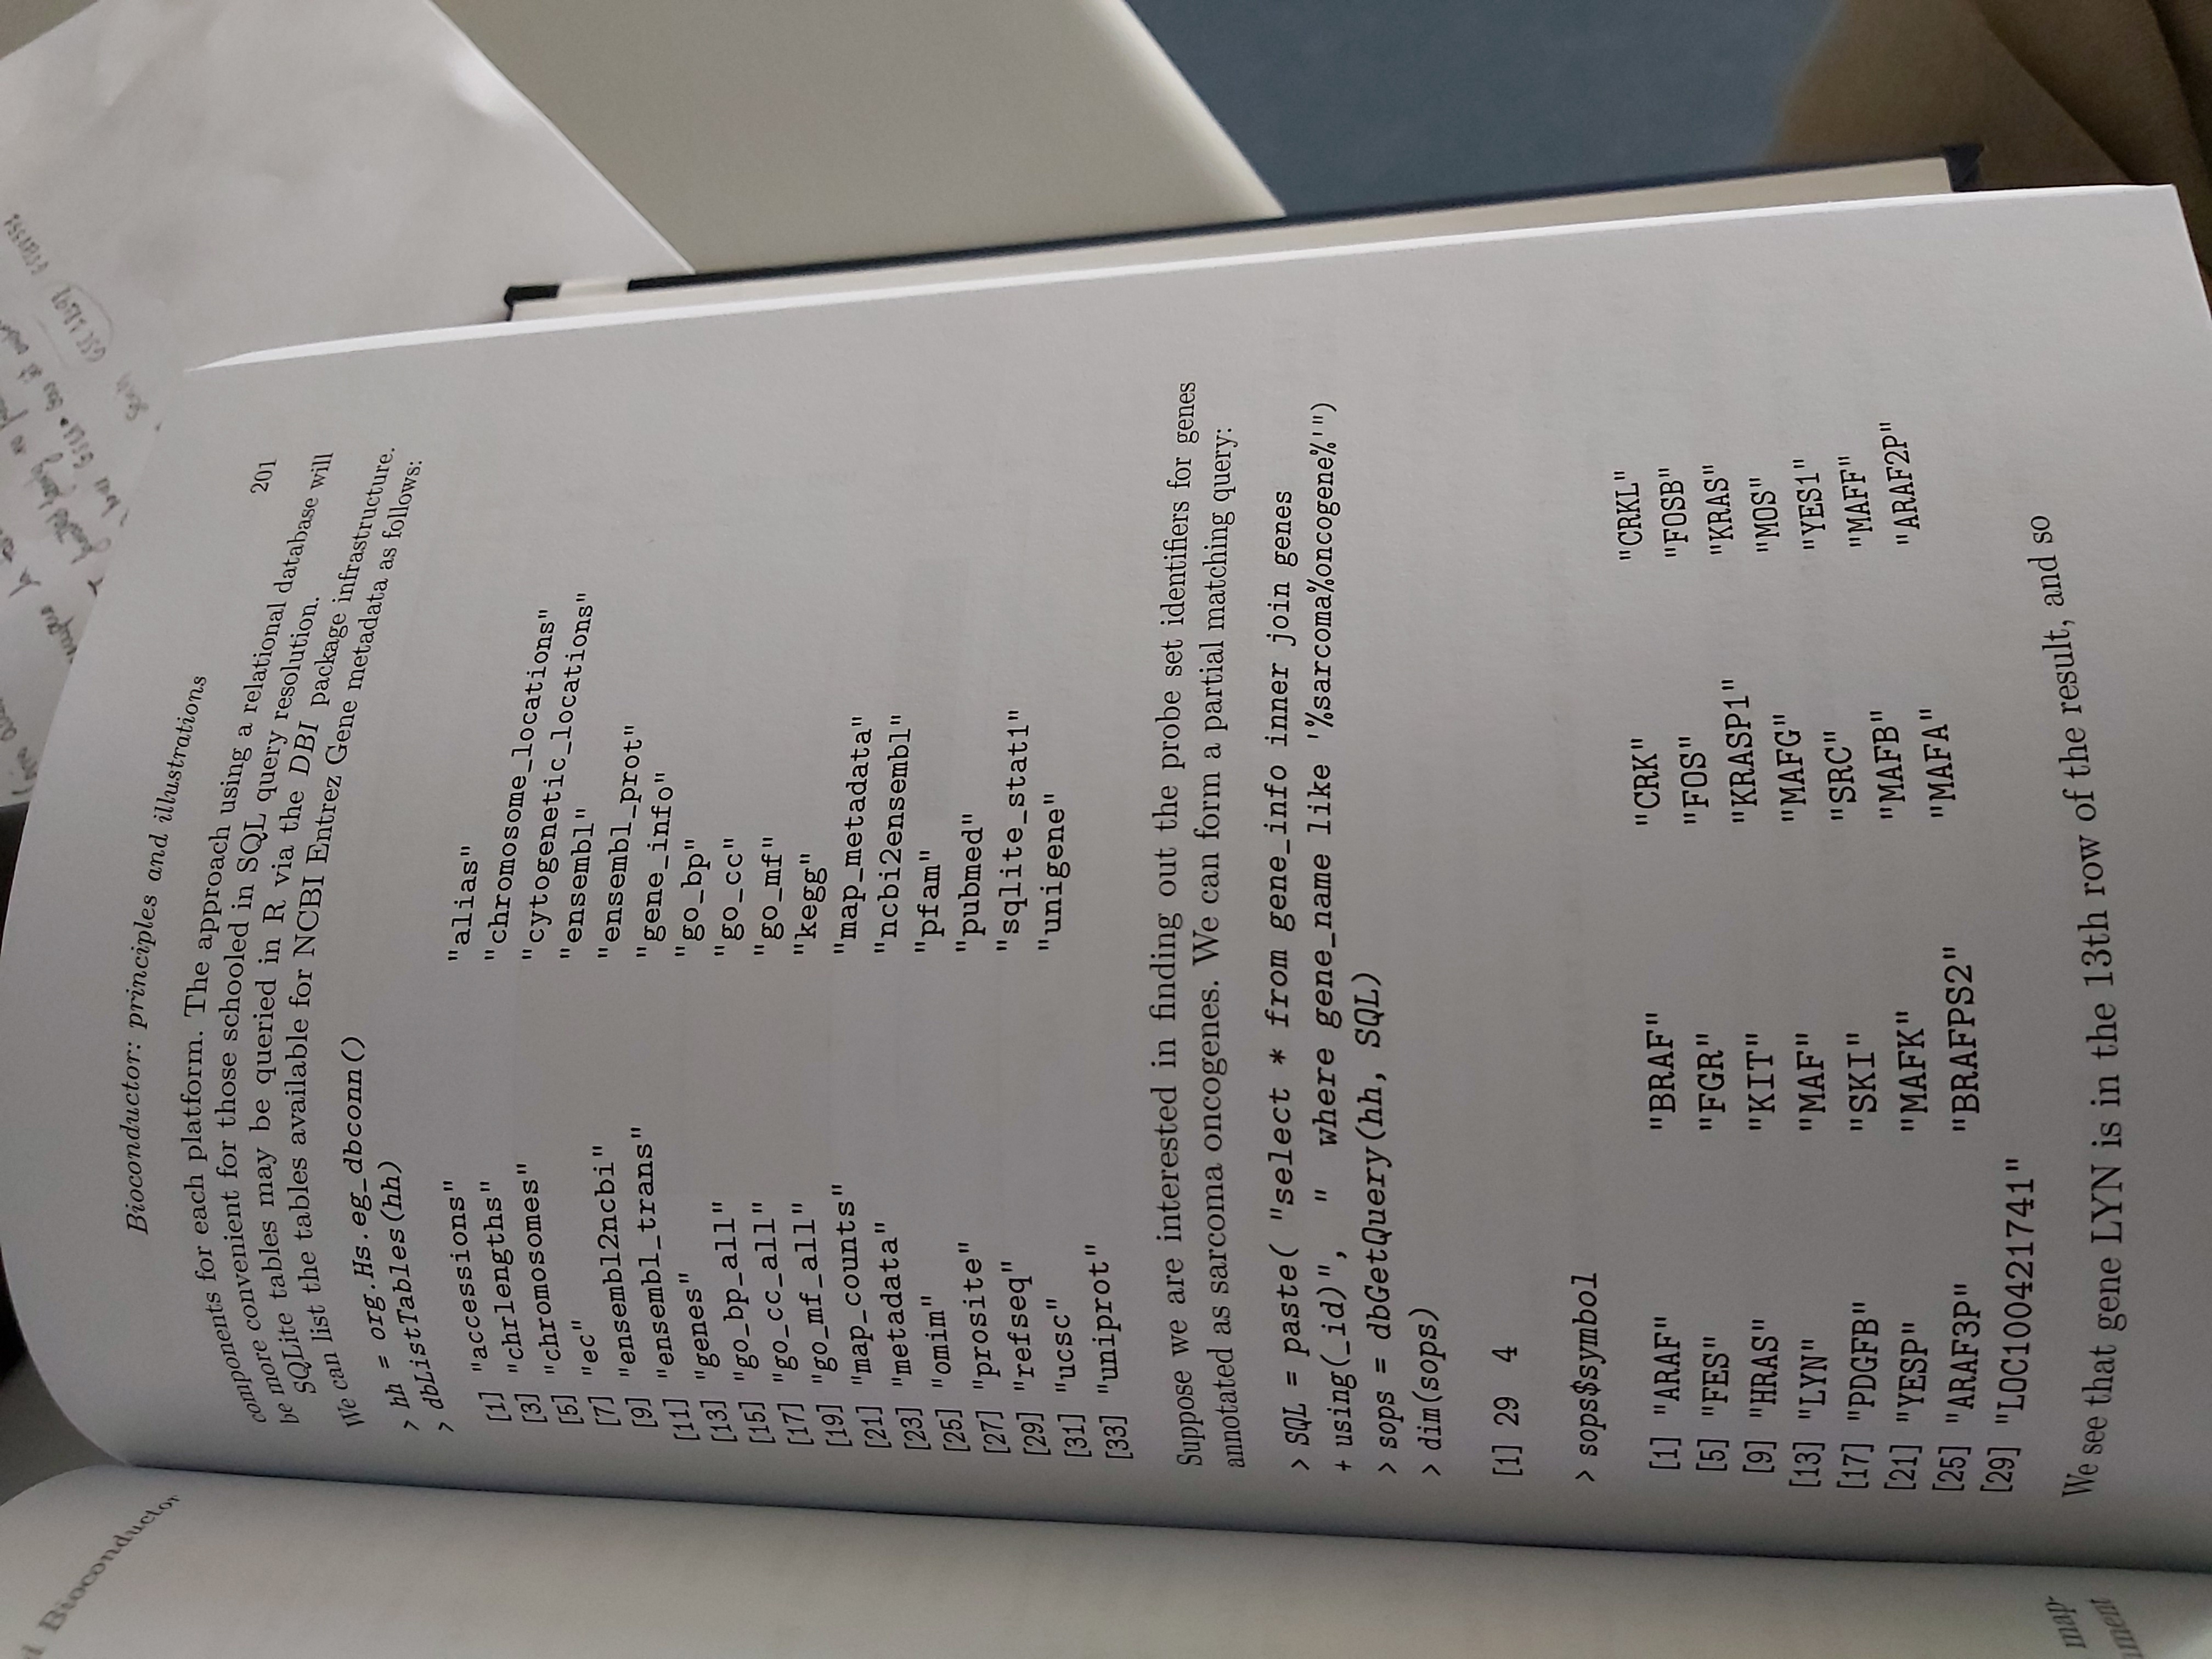 Bioconductor
map-
Bioconductor: principles and illustrations
201
components for each platform. The approach using a relational database will
be more convenient for those schooled in SQL query resolution.
SQLite tables may be queried in R via the DBI package infrastructure.
We can list the tables available for NCBI Entrez Gene metadata as follows:
> hh = org.Hs.eg_dbconn()
> dbListTables(hh)
[1] "accessions" "alias"
[3] "chrlengths" "chromosome_locations"
[5] "chromosomes" "cytogenetic_locations"
[7] "ec" "ensembl"
[9] "ensembl2ncbi" "ensembl_prot"
[11] "ensembl_trans" "gene_info"
[13] "genes" "go_bp"
[15] "go_bp_all" "go_cc"
[17] "go_cc_all" "go_mf"
[19] "go_mf_all" "kegg"
[21] "map_counts" "map_metadata"
[23] "metadata" "ncbi2ensembl"
[25] "omim" "pfam"
[27] "prosite" "pubmed"
[29] "refseq" "sqlite_stat1"
[31] "ucsc" "unigene"
[33] "uniprot"
Suppose we are interested in finding out the probe set identifiers for genes
annotated as sarcoma oncogenes. We can form a partial matching query:
> SQL = paste( "select * from gene_info inner join genes
+ using(_id)", " where gene_name like '%sarcoma%oncogene%'")
> sops = dbGetQuery(hh, SQL)
> dim(sops)
[1] 29 4
> sops$symbol
[1] "ARAF" "BRAF" "CRK" "CRKL"
[5] "FES" "FGR" "FOS" "FOSB"
[9] "HRAS" "KIT" "KRASP1" "KRAS"
[13] "LYN" "MAF" "MAFG" "MOS"
[17] "PDGFB" "SKI" "SRC" "YES1"
[21] "YESP" "MAFK" "MAFB" "MAFF"
[25] "ARAF3P" "BRAFPS2" "MAFA" "ARAF2P"
[29] "LOC100421741"
We see that gene LYN is in the 13th row of the result, and so